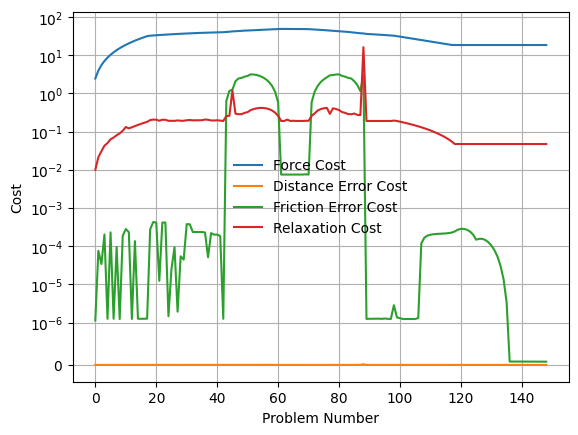 10²
10¹
10⁰
10⁻¹
10⁻²
10⁻³
10⁻⁴
10⁻⁵
10⁻⁶
0
Cost
Force Cost
Distance Error Cost
Friction Error Cost
Relaxation Cost
0 20 40 60 80 100 120 140
Problem Number